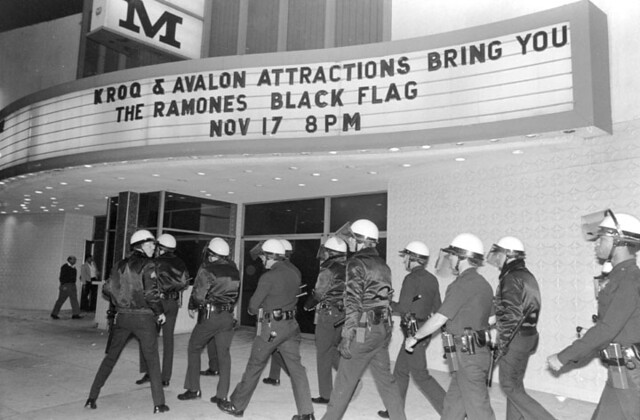 M
KROQ & AVALON ATTRACTIONS BRING YOU
THE RAMONES BLACK FLAG
NOV 17 8PM